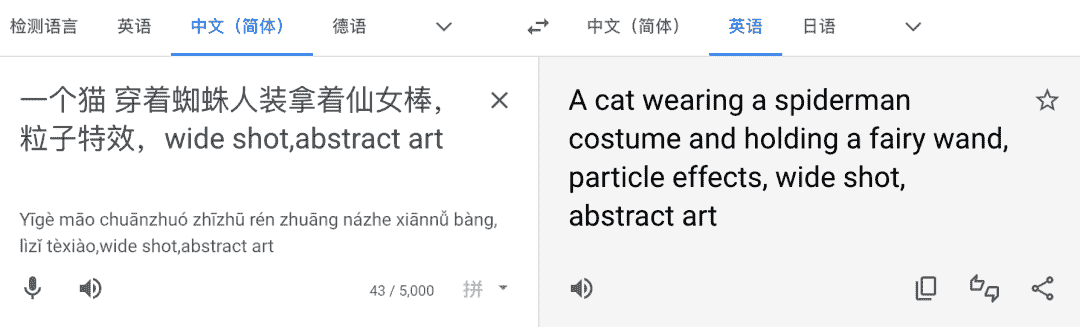 检测语言 英语 中文（简体） 德语 中文（简体） 英语 日语
一个猫 穿着蜘蛛人装拿着仙女棒，
粒子特效，wide shot,abstract art
Yīgè māo chuānzhuó zhīzhū rén zhuāng názhe xiānnǚ bàng,
lìzǐ tèxiào,wide shot,abstract art
43 / 5,000 拼
A cat wearing a spiderman
costume and holding a fairy wand,
particle effects, wide shot,
abstract art